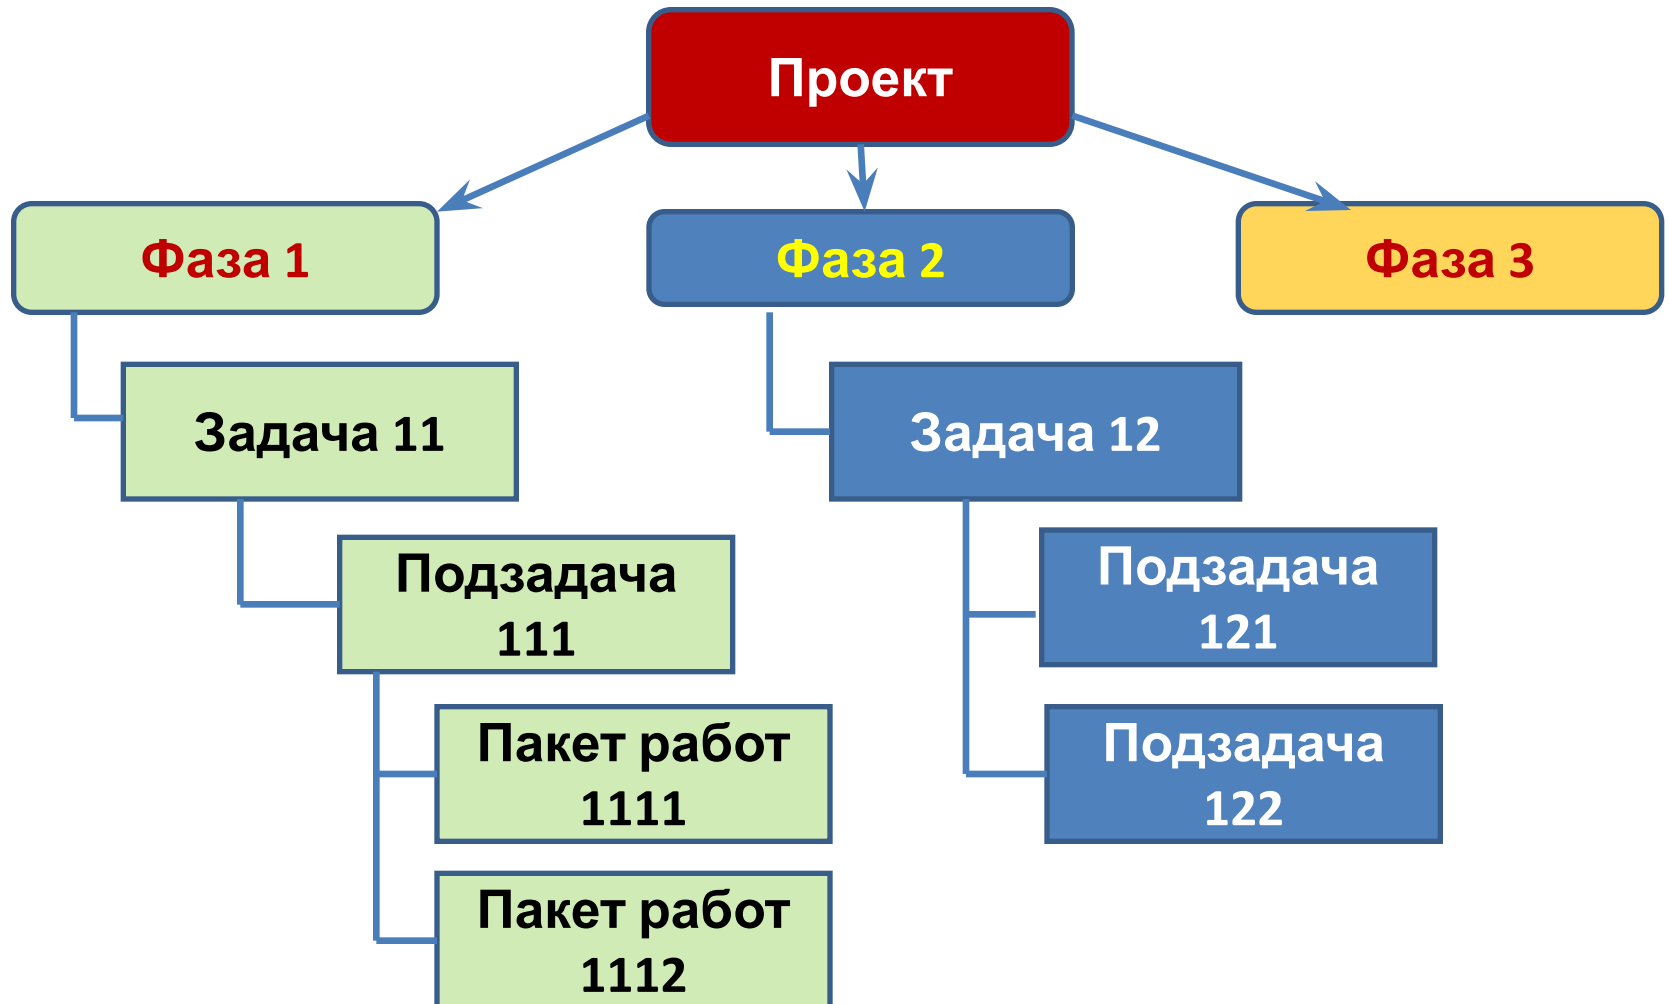 Проект
Фаза 1
Фаза 2
Фаза 3
Задача 11
Задача 12
Подзадача
111
Подзадача
121
Пакет работ
1111
Подзадача
122
Пакет работ
1112